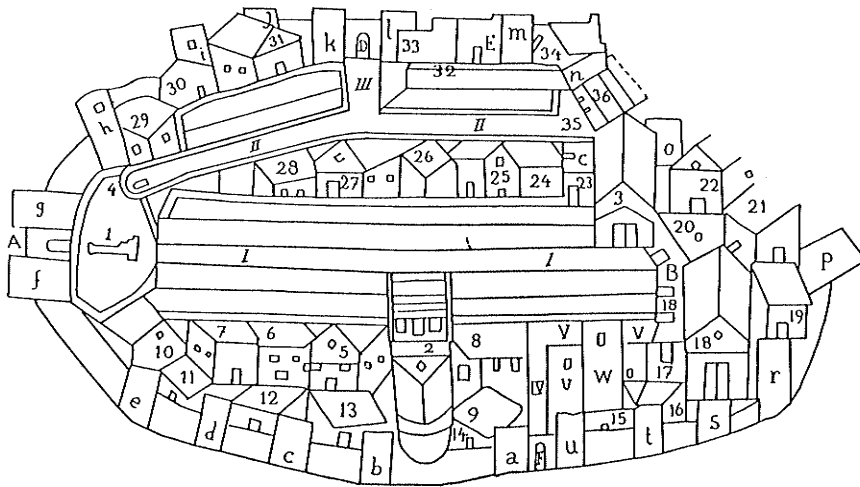 j k D l 33 E m 34
i 31 III 32 n
30 36
h 29 II II 35 o
28 27 26 25 24 C 23 22
4 3 20 21
g
A 1 I I B p
f 18
7 6 5 2 8 V V 18 19
10 V V W 17
11 r
e 12 13 9 15 16 s
d 14 t
c b a F u